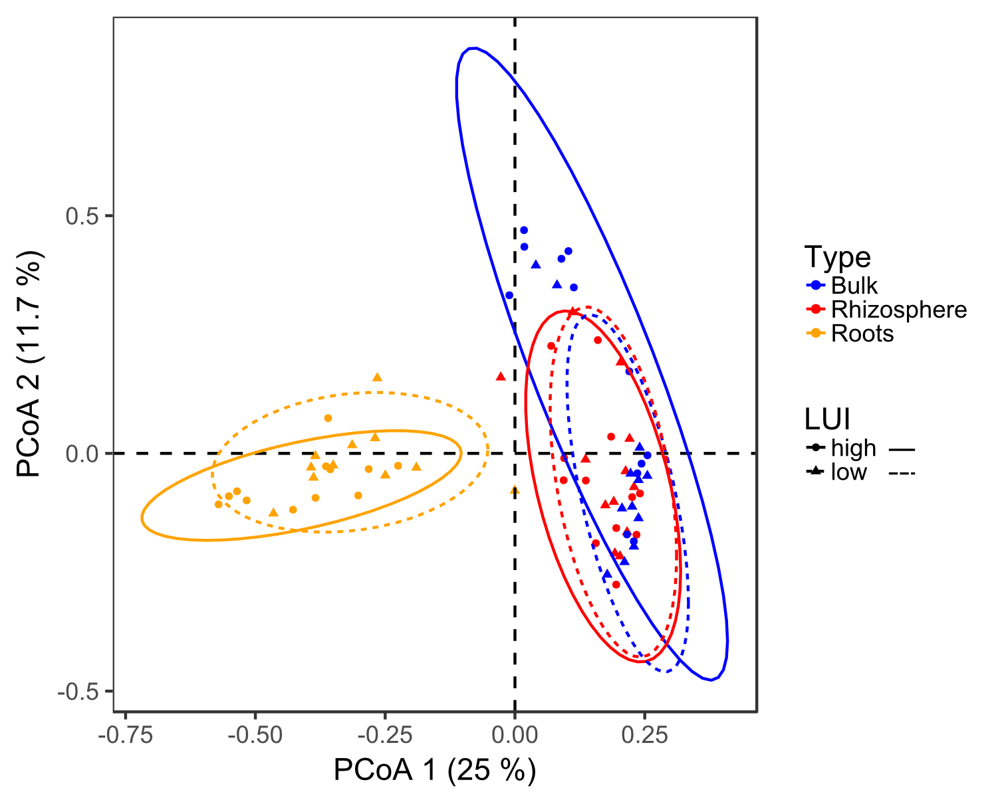 PCoA 2 (11.7 %)
0.5
0.0
-0.5
-0.75
-0.50
-0.25
0.00
0.25
PCoA 1 (25 %)
Type
Bulk
Rhizosphere
Roots
LUI
high
low